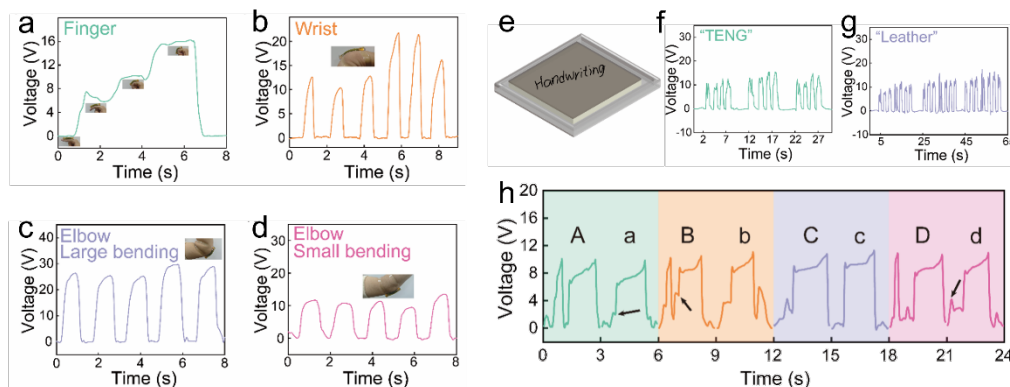 a
Finger
Voltage (V)
16
12
8
4
0
0 2 4 6 8
Time (s)
b
Wrist
Voltage (V)
25
20
15
10
5
0
0 2 4 6 8
Time (s)
c
Elbow
Large bending
Voltage (V)
40
30
20
10
0
0 2 4 6 8
Time (s)
d
Elbow
Small bending
Voltage (V)
30
20
10
0
0 2 4 6 8
Time (s)
e
Handwriting
f
"TENG"
Voltage (V)
30
20
10
0
-10
2 7 12 17 22 27
Time (s)
g
"Leather"
Voltage (V)
30
20
10
0
-10
5 25 45
Time (s)
h
Voltage (V)
20
16
12
8
4
0
A a B b C c D d
0 3 6 9 12 15 18 21 24
Time (s)